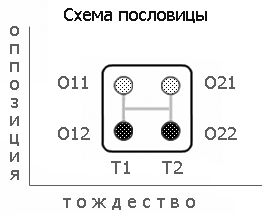 Схема пословицы
О
П
П
О
З
И
Ц
И
Я
О11 О21
О12 О22
Т1 Т2
тождество